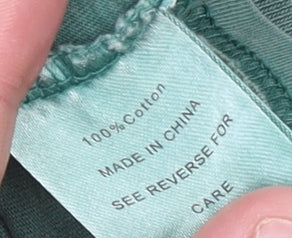 100%Cotton
MADE IN CHINA
SEE REVERSE FOR
CARE